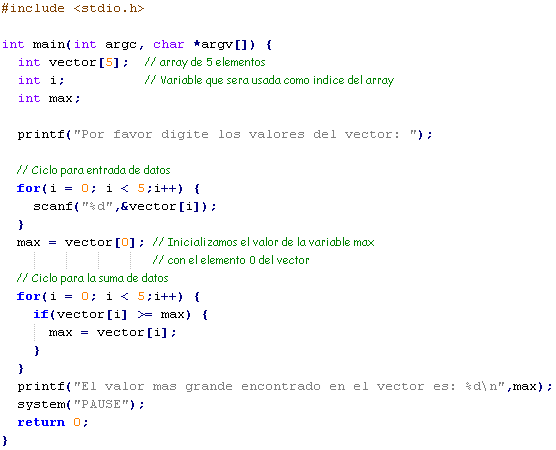 #include <stdio.h>
int main(int argc, char *argv[]) {
int vector[5]; // array de 5 elementos
int i; // Variable que sera usada como indice del array
int max;
printf("Por favor digite los valores del vector: ");
// Ciclo para entrada de datos
for(i = 0; i < 5;i++) {
scanf("%d",&vector[i]);
}
max = vector[0]; // Inicializamos el valor de la variable max
// con el elemento 0 del vector
// Ciclo para la suma de datos
for(i = 0; i < 5;i++) {
if(vector[i] >= max) {
max = vector[i];
}
}
printf("El valor mas grande encontrado en el vector es: %d\n",max);
system("PAUSE");
return 0;
}